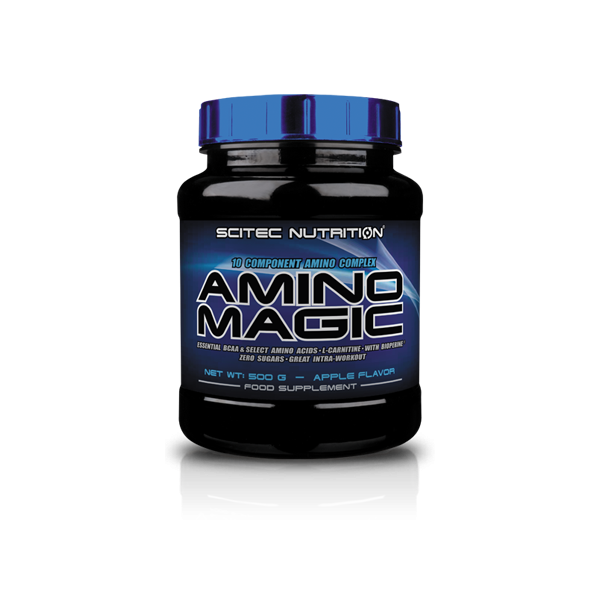 SCITEC NUTRITION®
10 COMPONENT AMINO COMPLEX
AMINO
MAGIC
ESSENTIAL BCAA & SELECT AMINO ACIDS • L-CARNITINE • WITH BIOPERINE®
ZERO SUGARS • GREAT INTRA-WORKOUT
NET WT: 500 G — APPLE FLAVOR
FOOD SUPPLEMENT